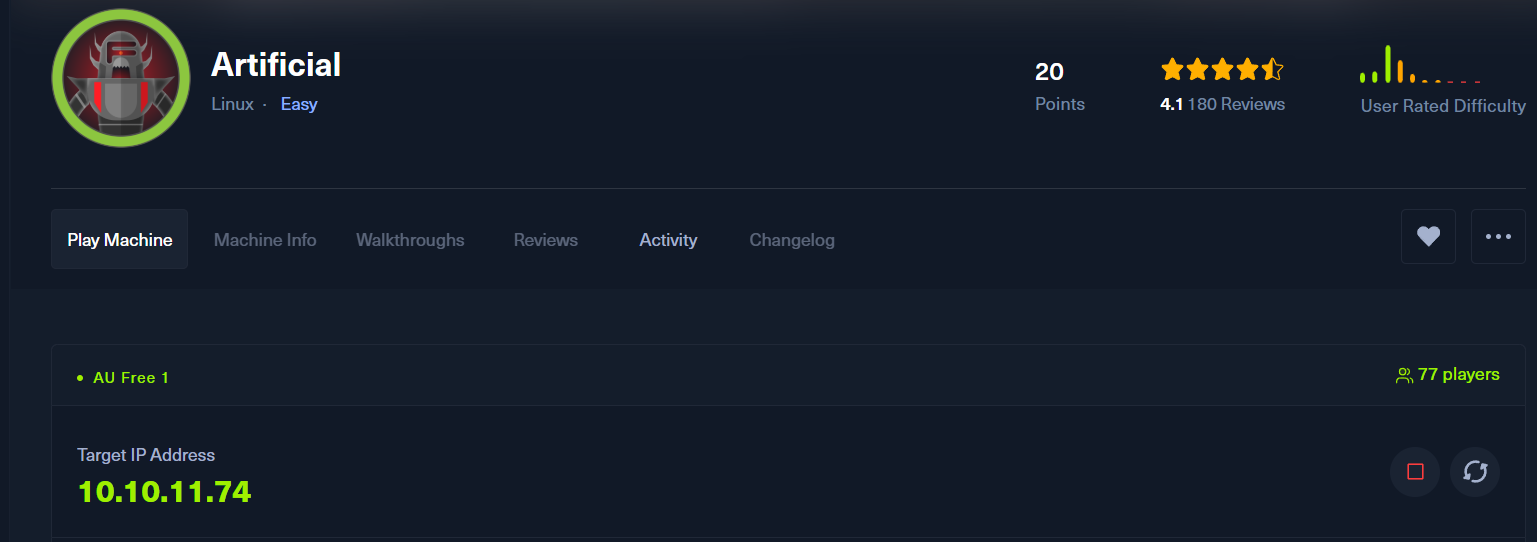 Artificial
Linux · Easy
20
Points
4.1 180 Reviews
User Rated Difficulty
Play Machine
Machine Info
Walkthroughs
Reviews
Activity
Changelog
• AU Free 1
77 players
Target IP Address
10.10.11.74